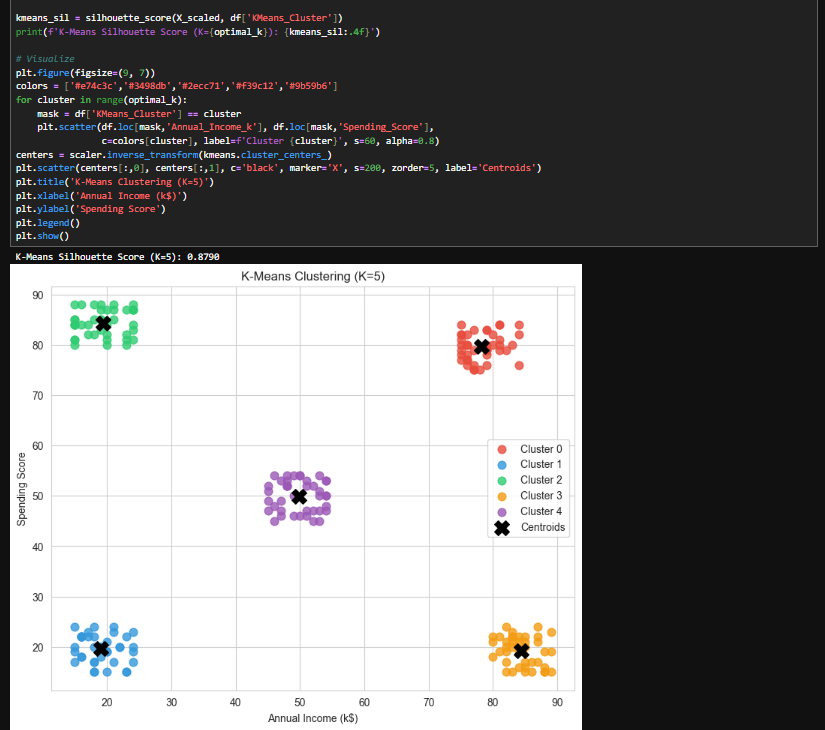 kmeans_sil = silhouette_score(X_scaled, df['KMeans_Cluster'])
print(f'K-Means Silhouette Score (K={optimal_k}): {kmeans_sil:.4f}')
# Visualize
plt.figure(figsize=(9, 7))
colors = ['#e74c3c','#3498db','#2ecc71','#f39c12','#9b59b6']
for cluster in range(optimal_k):
    mask = df['KMeans_Cluster'] == cluster
    plt.scatter(df.loc[mask,'Annual_Income_k'], df.loc[mask,'Spending_Score'],
                c=colors[cluster], label=f'Cluster {cluster}', s=60, alpha=0.8)
centers = scaler.inverse_transform(kmeans.cluster_centers_)
plt.scatter(centers[:,0], centers[:,1], c='black', marker='X', s=200, zorder=5, label='Centroids')
plt.title('K-Means Clustering (K=5)')
plt.xlabel('Annual Income (k$)')
plt.ylabel('Spending Score')
plt.legend()
plt.show()
K-Means Silhouette Score (K=5): 0.8790
K-Means Clustering (K=5)
90
80
70
60
50
40
30
20
Spending Score
Cluster 0
Cluster 1
Cluster 2
Cluster 3
Cluster 4
Centroids
20 30 40 50 60 70 80 90
Annual Income (k$)